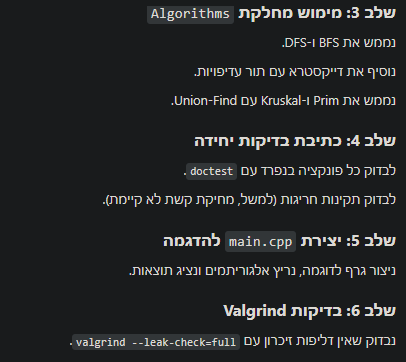 שלב 3: מימוש מחלקת Algorithms
נממש את BFS ו-DFS.
נוסיף את דייקסטרא עם תור עדיפויות.
נממש את Prim ו-Kruskal עם Union-Find.
שלב 4: כתיבת בדיקות יחידה
לבדוק כל פונקציה בנפרד עם doctest.
לבדוק תקינות חריגות (למשל, מחיקת קשת לא קיימת).
שלב 5: יצירת main.cpp להדגמה
ניצור גרף לדוגמה, נריץ אלגוריתמים ונציג תוצאות.
שלב 6: בדיקות Valgrind
נבדוק שאין דליפות זיכרון עם valgrind --leak-check=full.